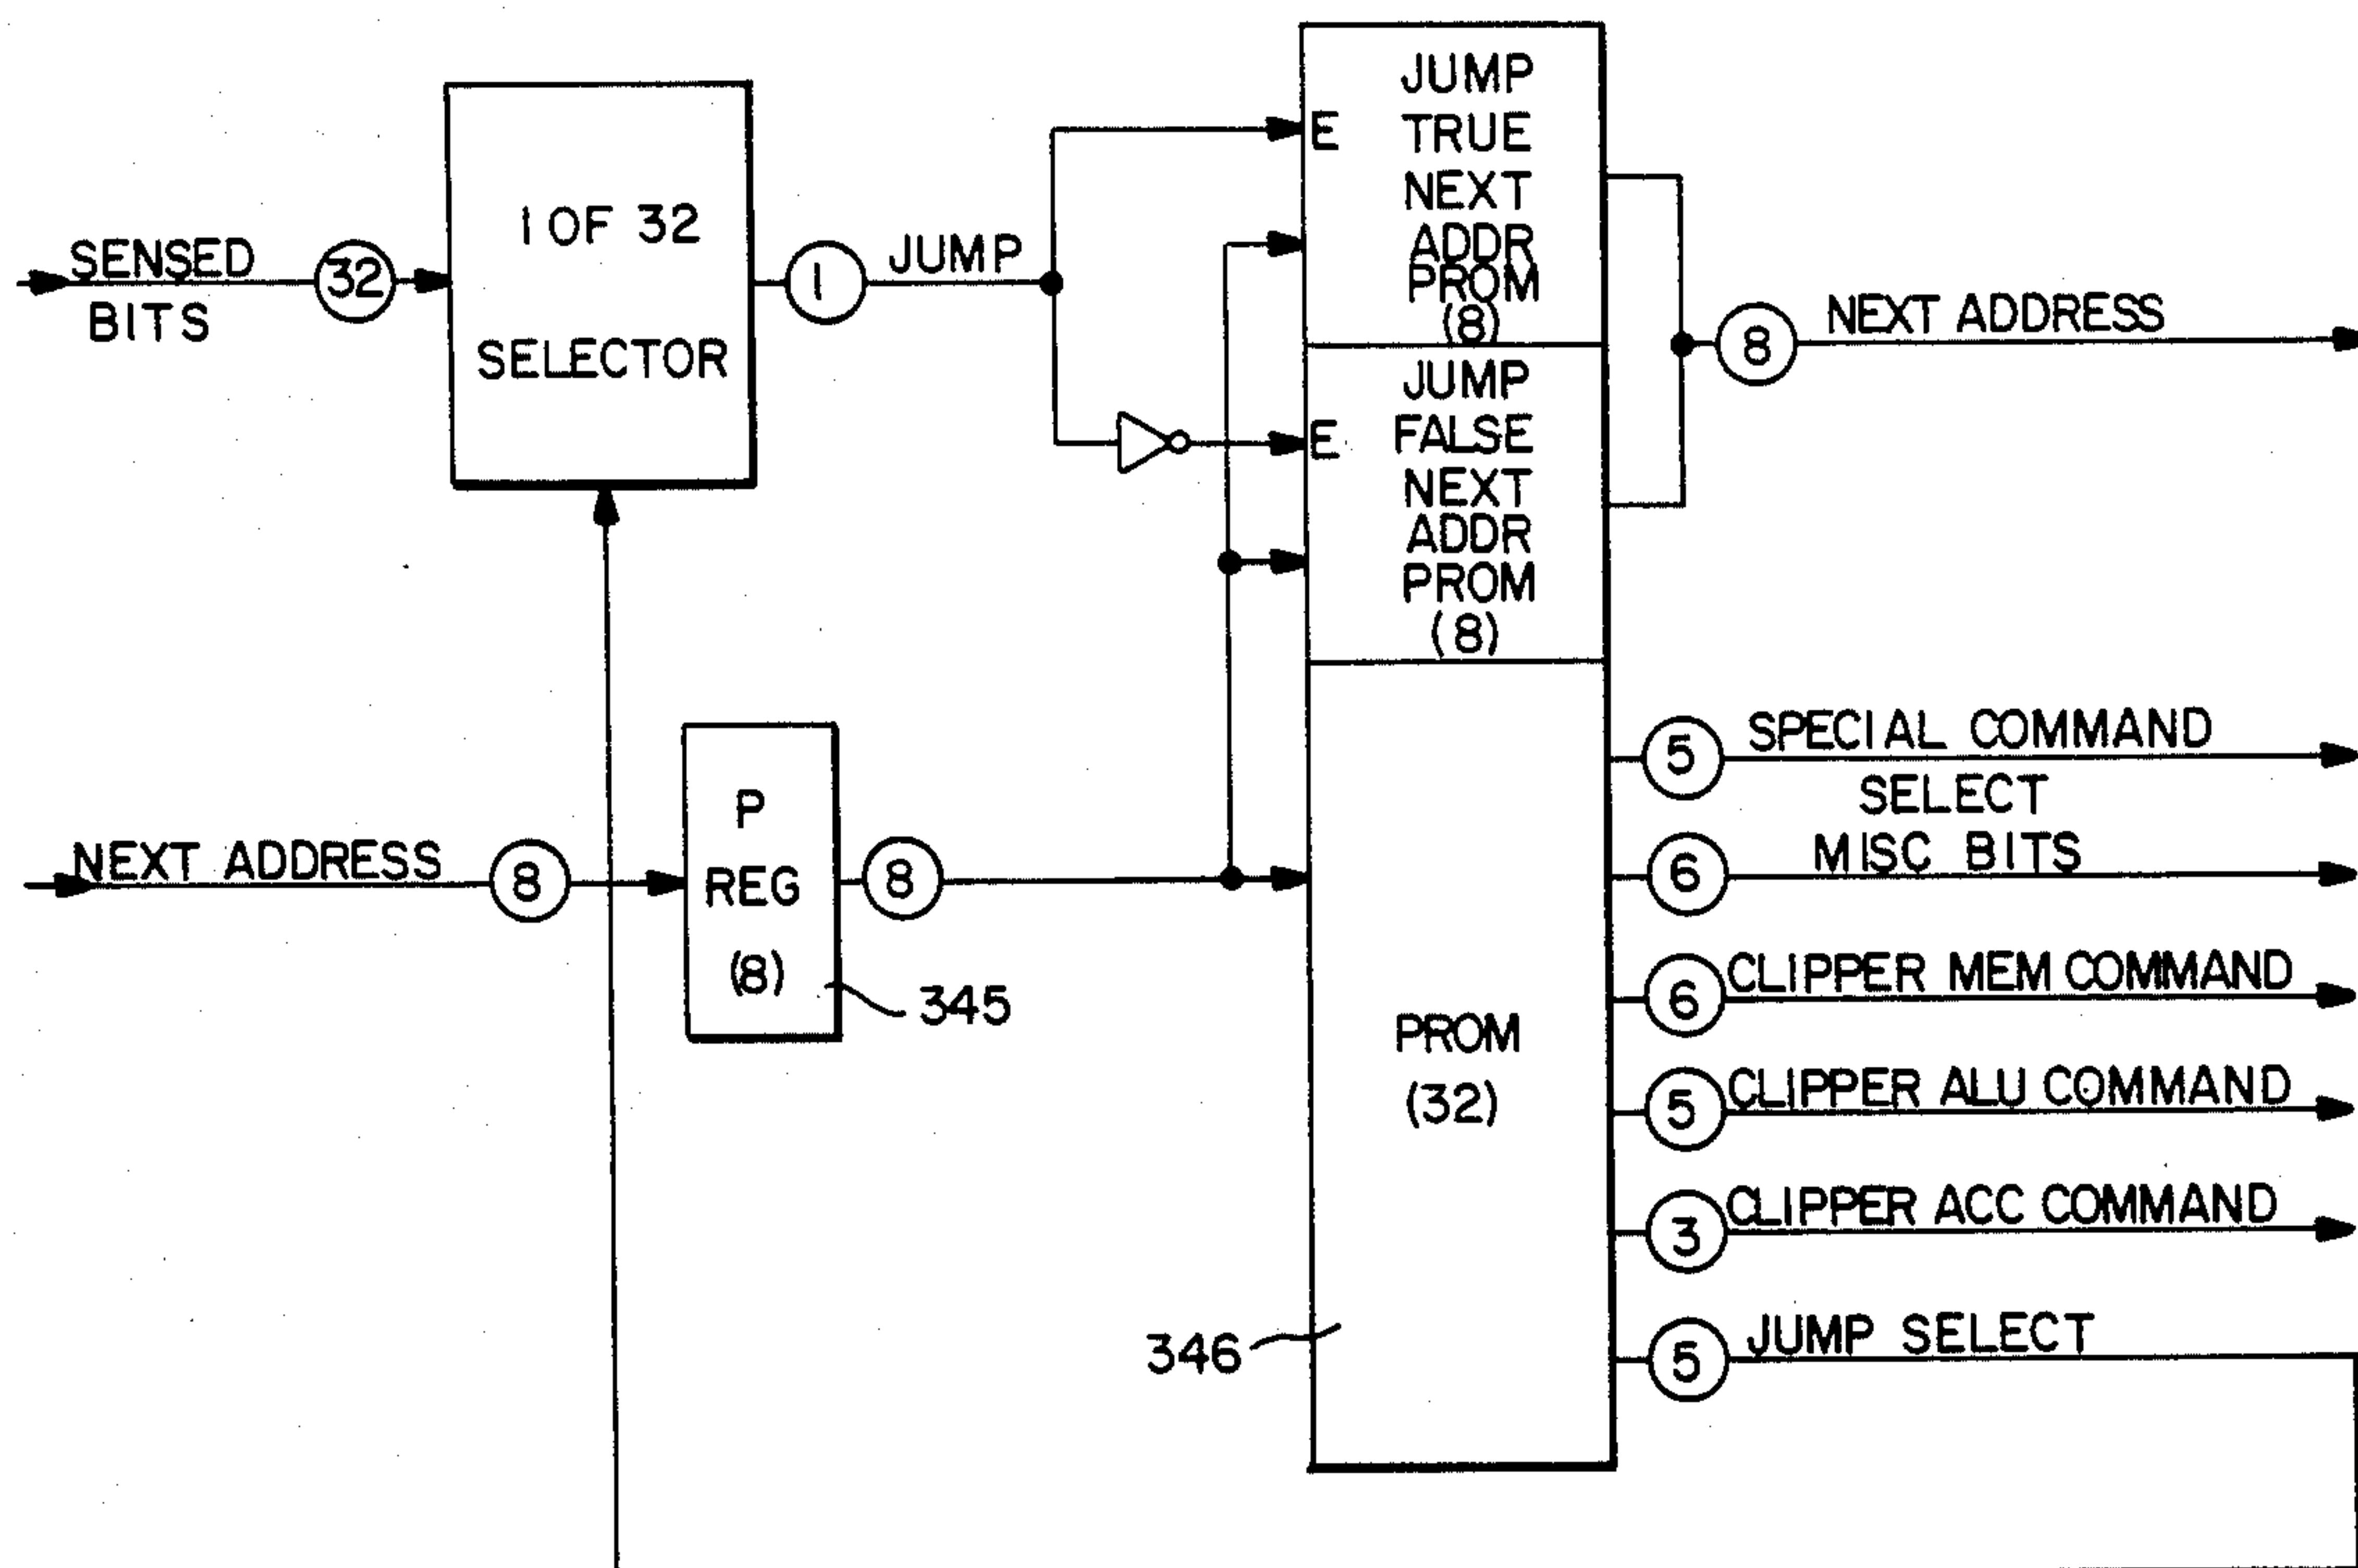 SENSED
BITS
32
1 OF 32
SELECTOR
1
JUMP
E
JUMP
TRUE
NEXT
ADDR
PROM
(8)
E
JUMP
FALSE
NEXT
ADDR
PROM
(8)
8
NEXT ADDRESS
NEXT ADDRESS
8
P
REG
(8)
345
8
PROM
(32)
346
5
SPECIAL COMMAND
SELECT
6
MISC BITS
6
CLIPPER MEM COMMAND
5
CLIPPER ALU COMMAND
3
CLIPPER ACC COMMAND
5
JUMP SELECT